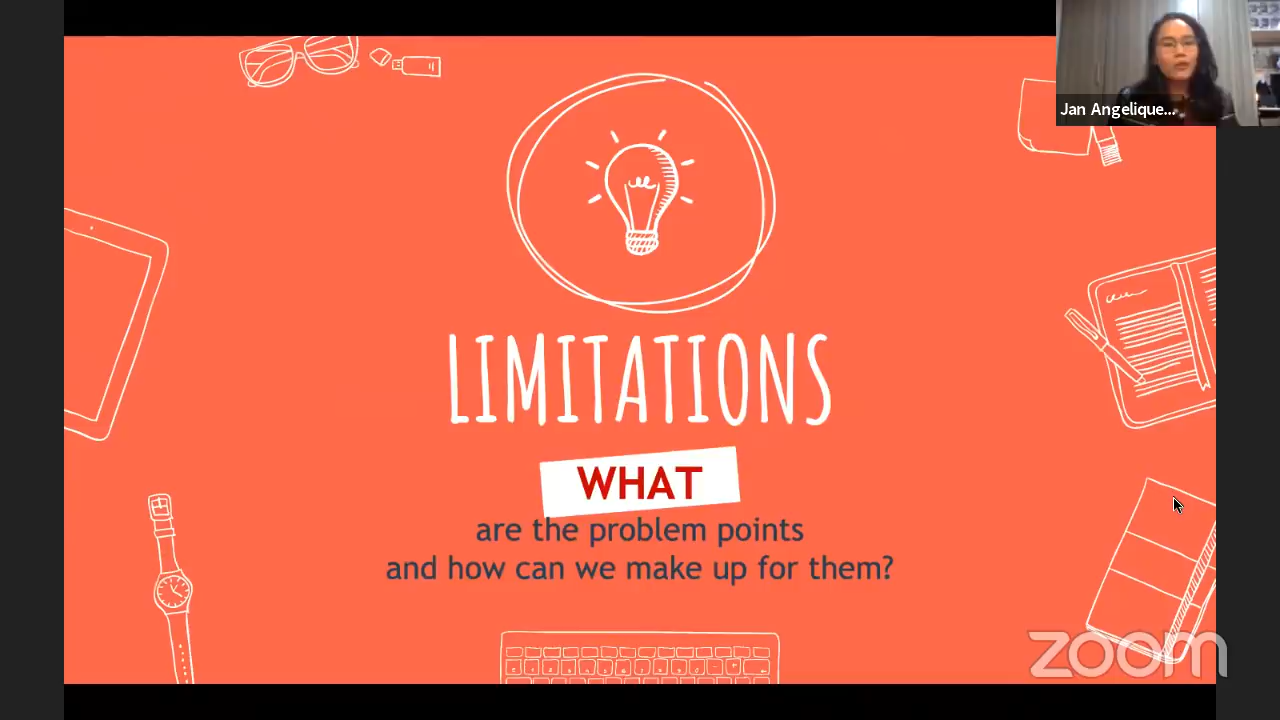 Jan Angelique...
LIMITATIONS
WHAT
are the problem points
and how can we make up for them?
zoom